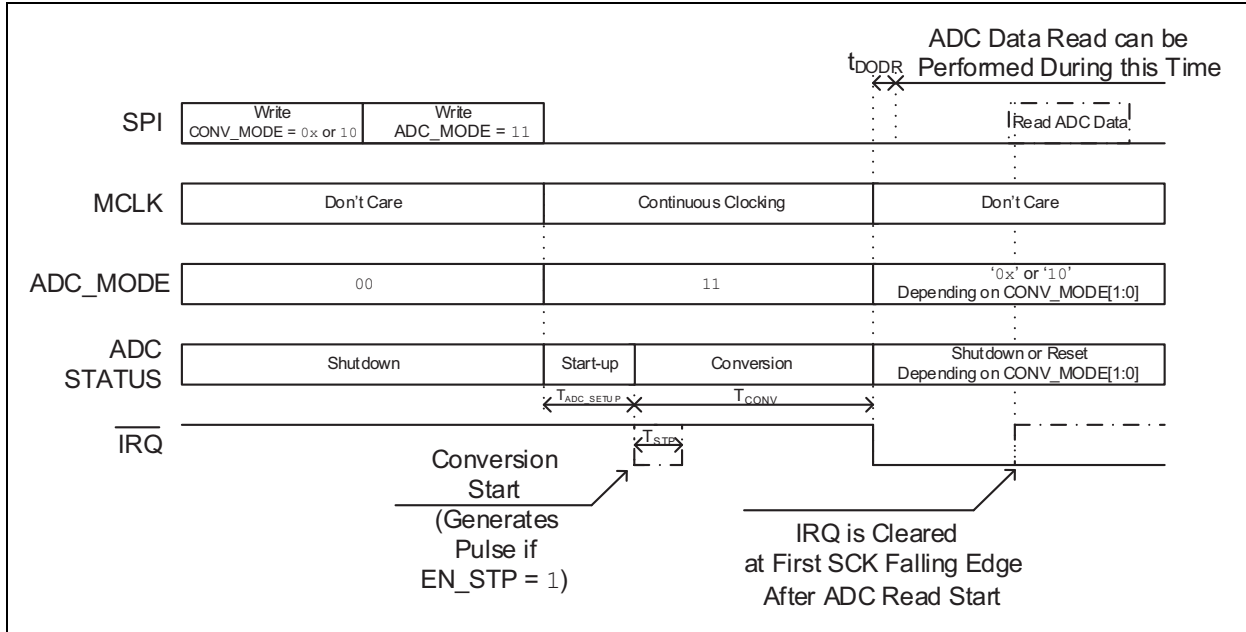 ADC Data Read can be
tDODR Performed During this Time
SPI
Write
CONV_MODE = 0x or 10
Write
ADC_MODE = 11
Read ADC Data
MCLK
Don't Care
Continuous Clocking
Don't Care
ADC_MODE
00
11
‘0x’ or ‘10’
Depending on CONV_MODE[1:0]
ADC
STATUS
Shutdown
Start-up
Conversion
Shutdown or Reset
Depending on CONV_MODE[1:0]
TADC_SETUP
TCONV
IRQ
TSTP
Conversion
Start
(Generates
Pulse if
EN_STP = 1)
IRQ is Cleared
at First SCK Falling Edge
After ADC Read Start